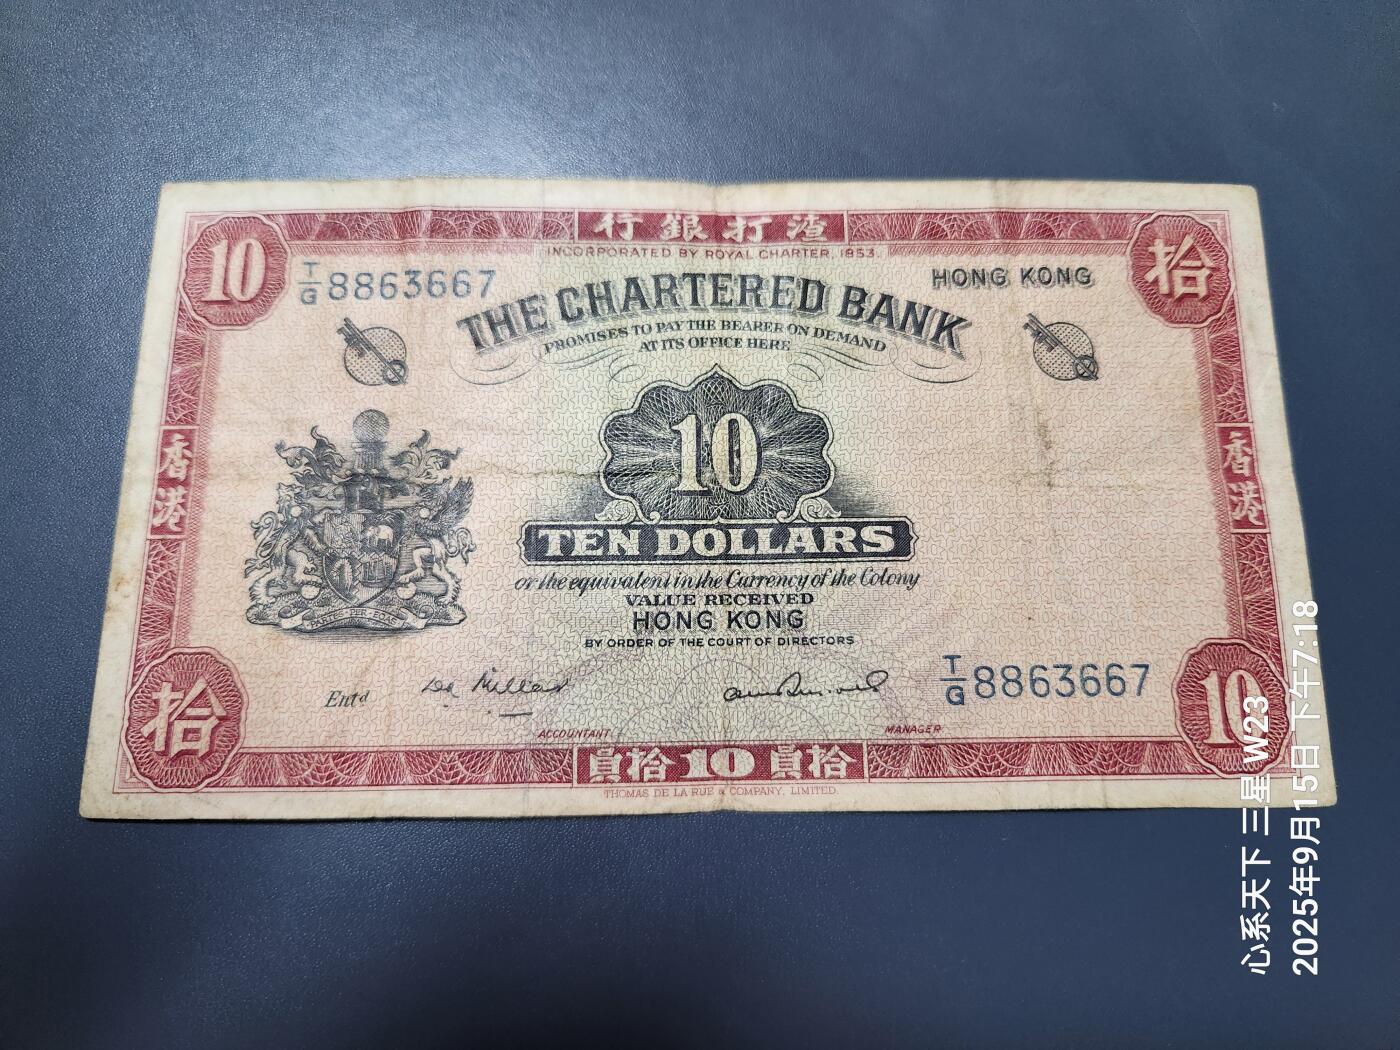 行銀打渣
INCORPORATED BY ROYAL CHARTER, 1853.
10
拾
T/G 8863667
HONG KONG
THE CHARTERED BANK
PROMISES TO PAY THE BEARER ON DEMAND
AT ITS OFFICE HERE
10
香港
香港
TEN DOLLARS
or the equivalent in the Currency of the Colony
VALUE RECEIVED
HONG KONG
BY ORDER OF THE COURT OF DIRECTORS
T/G 8863667
Entd
ACCOUNTANT
MANAGER
拾
10
員拾10員拾
THOMAS DE LA RUE & COMPANY, LIMITED.
心系天下 三星 W23
2025年9月15日 下午7:18